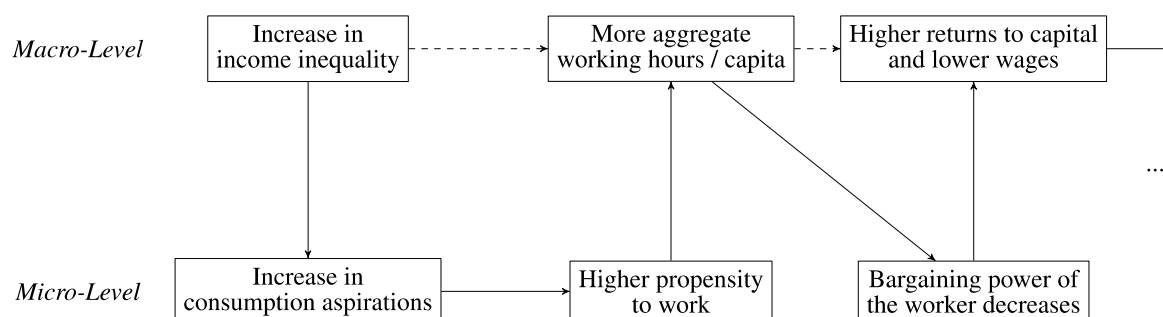 Macro-Level
Increase in
income inequality
More aggregate
working hours / capita
Higher returns to capital
and lower wages
...
Micro-Level
Increase in
consumption aspirations
Higher propensity
to work
Bargaining power of
the worker decreases